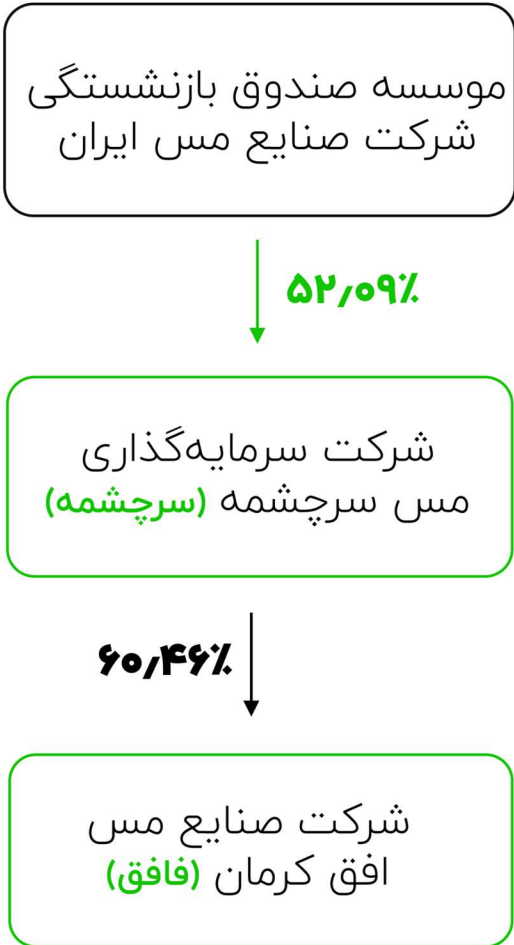 موسسه صندوق بازنشستگی
شرکت صنایع مس ایران
۵۲٫۰۹٪
شرکت سرمایه‌گذاری
مس سرچشمه (سرچشمه)
۶۰٫۴۶٪
شرکت صنایع مس
افق کرمان (فافق)